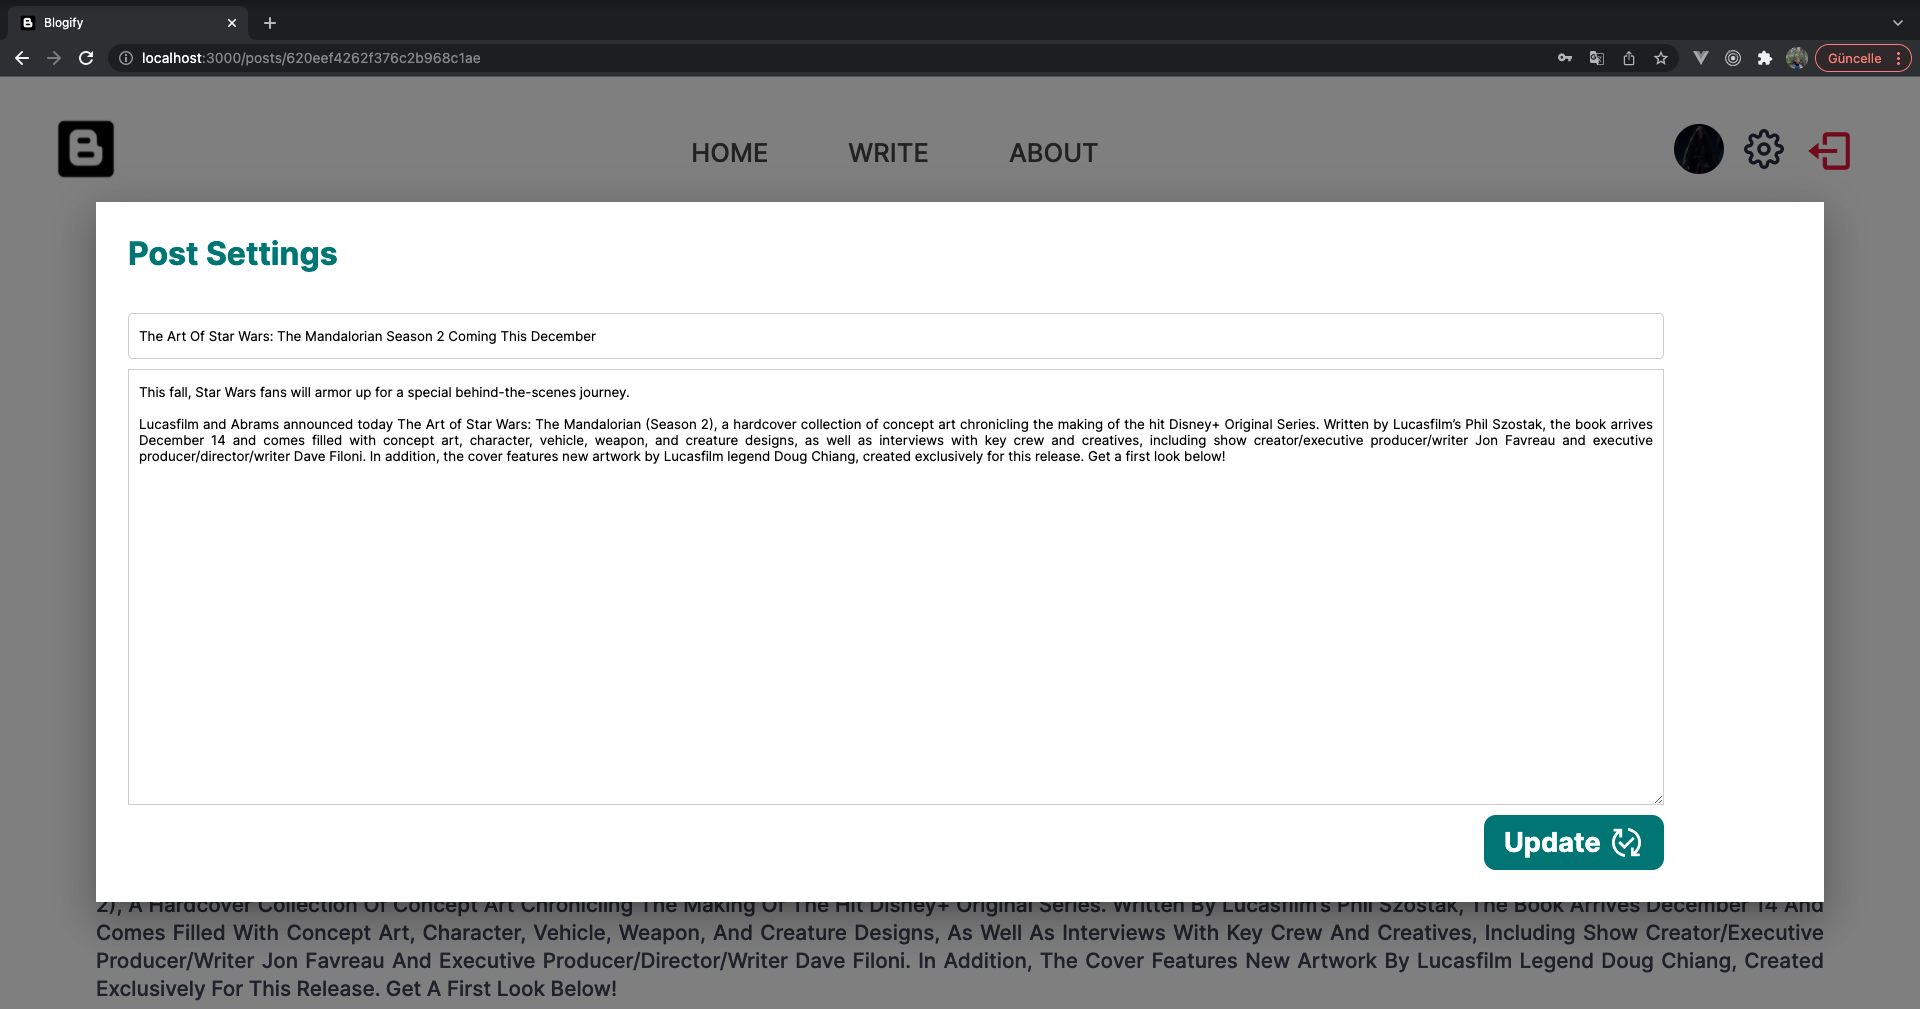 Blogify
localhost:3000/posts/620eef4262f376c2b968c1ae
Güncelle
B
HOME WRITE ABOUT
Post Settings
The Art Of Star Wars: The Mandalorian Season 2 Coming This December
This fall, Star Wars fans will armor up for a special behind-the-scenes journey.
Lucasfilm and Abrams announced today The Art of Star Wars: The Mandalorian (Season 2), a hardcover collection of concept art chronicling the making of the hit Disney+ Original Series. Written by Lucasfilm’s Phil Szostak, the book arrives
December 14 and comes filled with concept art, character, vehicle, weapon, and creature designs, as well as interviews with key crew and creatives, including show creator/executive producer/writer Jon Favreau and executive
producer/director/writer Dave Filoni. In addition, the cover features new artwork by Lucasfilm legend Doug Chiang, created exclusively for this release. Get a first look below!
Update
2), A Hardcover Collection Of Concept Art Chronicling The Making Of The Hit Disney+ Original Series. Written By Lucasfilm’s Phil Szostak, The Book Arrives December 14 And
Comes Filled With Concept Art, Character, Vehicle, Weapon, And Creature Designs, As Well As Interviews With Key Crew And Creatives, Including Show Creator/Executive
Producer/Writer Jon Favreau And Executive Producer/Director/Writer Dave Filoni. In Addition, The Cover Features New Artwork By Lucasfilm Legend Doug Chiang, Created
Exclusively For This Release. Get A First Look Below!